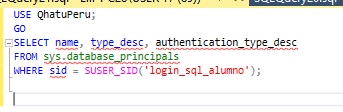 USE QhatuPeru;
GO
SELECT name, type_desc, authentication_type_desc
FROM sys.database_principals
WHERE sid = SUSER_SID('login_sql_alumno');